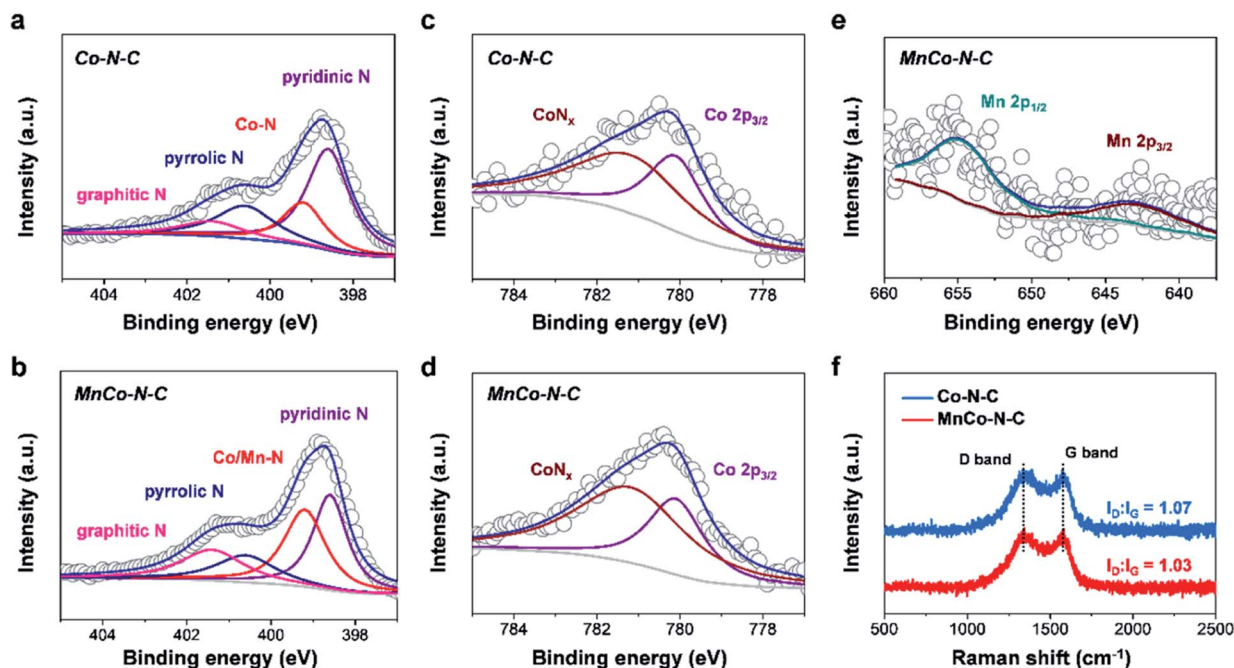 a
Co-N-C
pyridinic N
Co-N
pyrrolic N
graphitic N
Intensity (a.u.)
404 402 400 398
Binding energy (eV)
b
MnCo-N-C
pyridinic N
Co/Mn-N
pyrrolic N
graphitic N
Intensity (a.u.)
404 402 400 398
Binding energy (eV)
c
Co-N-C
CoNₓ
Co 2p₃/₂
Intensity (a.u.)
784 782 780 778
Binding energy (eV)
d
MnCo-N-C
CoNₓ
Co 2p₃/₂
Intensity (a.u.)
784 782 780 778
Binding energy (eV)
e
MnCo-N-C
Mn 2p₁/₂
Mn 2p₃/₂
Intensity (a.u.)
660 655 650 645 640
Binding energy (eV)
f
Co-N-C
MnCo-N-C
D band
G band
I_D:I_G = 1.07
I_D:I_G = 1.03
Intensity (a.u.)
500 1000 1500 2000 2500
Raman shift (cm⁻¹)